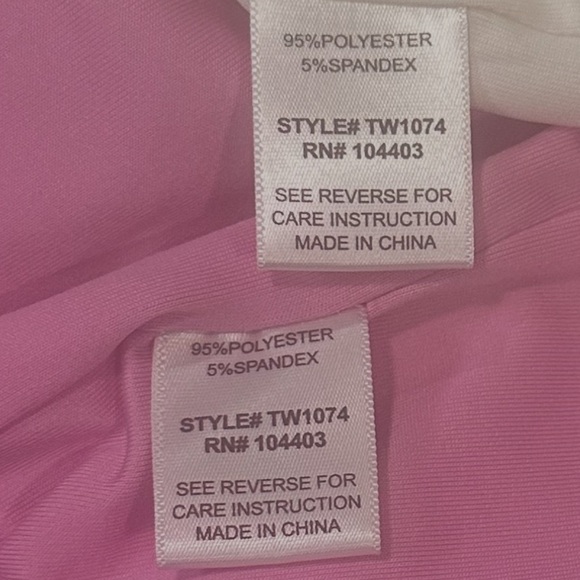 95%POLYESTER
5%SPANDEX
STYLE# TW1074
RN# 104403
SEE REVERSE FOR
CARE INSTRUCTION
MADE IN CHINA
95%POLYESTER
5%SPANDEX
STYLE# TW1074
RN# 104403
SEE REVERSE FOR
CARE INSTRUCTION
MADE IN CHINA